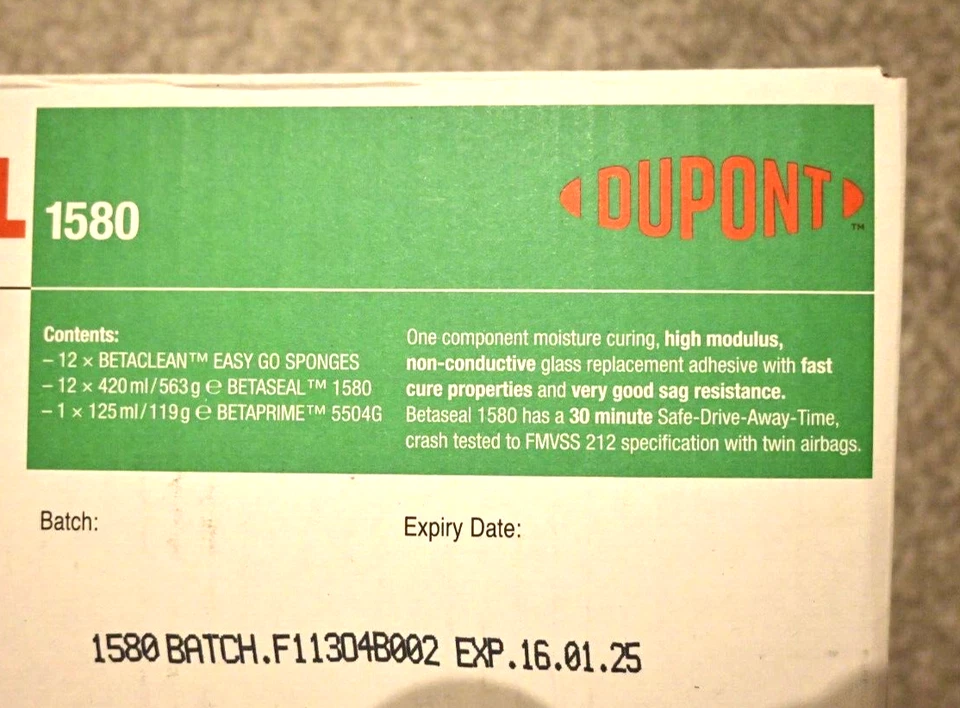 L 1580
DUPONT™
Contents:
– 12 × BETACLEAN™ EASY GO SPONGES
– 12 × 420 ml/563 g ℮ BETASEAL™ 1580
– 1 × 125 ml/119 g ℮ BETAPRIME™ 5504G
One component moisture curing, high modulus,
non-conductive glass replacement adhesive with fast
cure properties and very good sag resistance.
Betaseal 1580 has a 30 minute Safe-Drive-Away-Time,
crash tested to FMVSS 212 specification with twin airbags.
Batch:
Expiry Date:
1580 BATCH.F11304B002 EXP.16.01.25